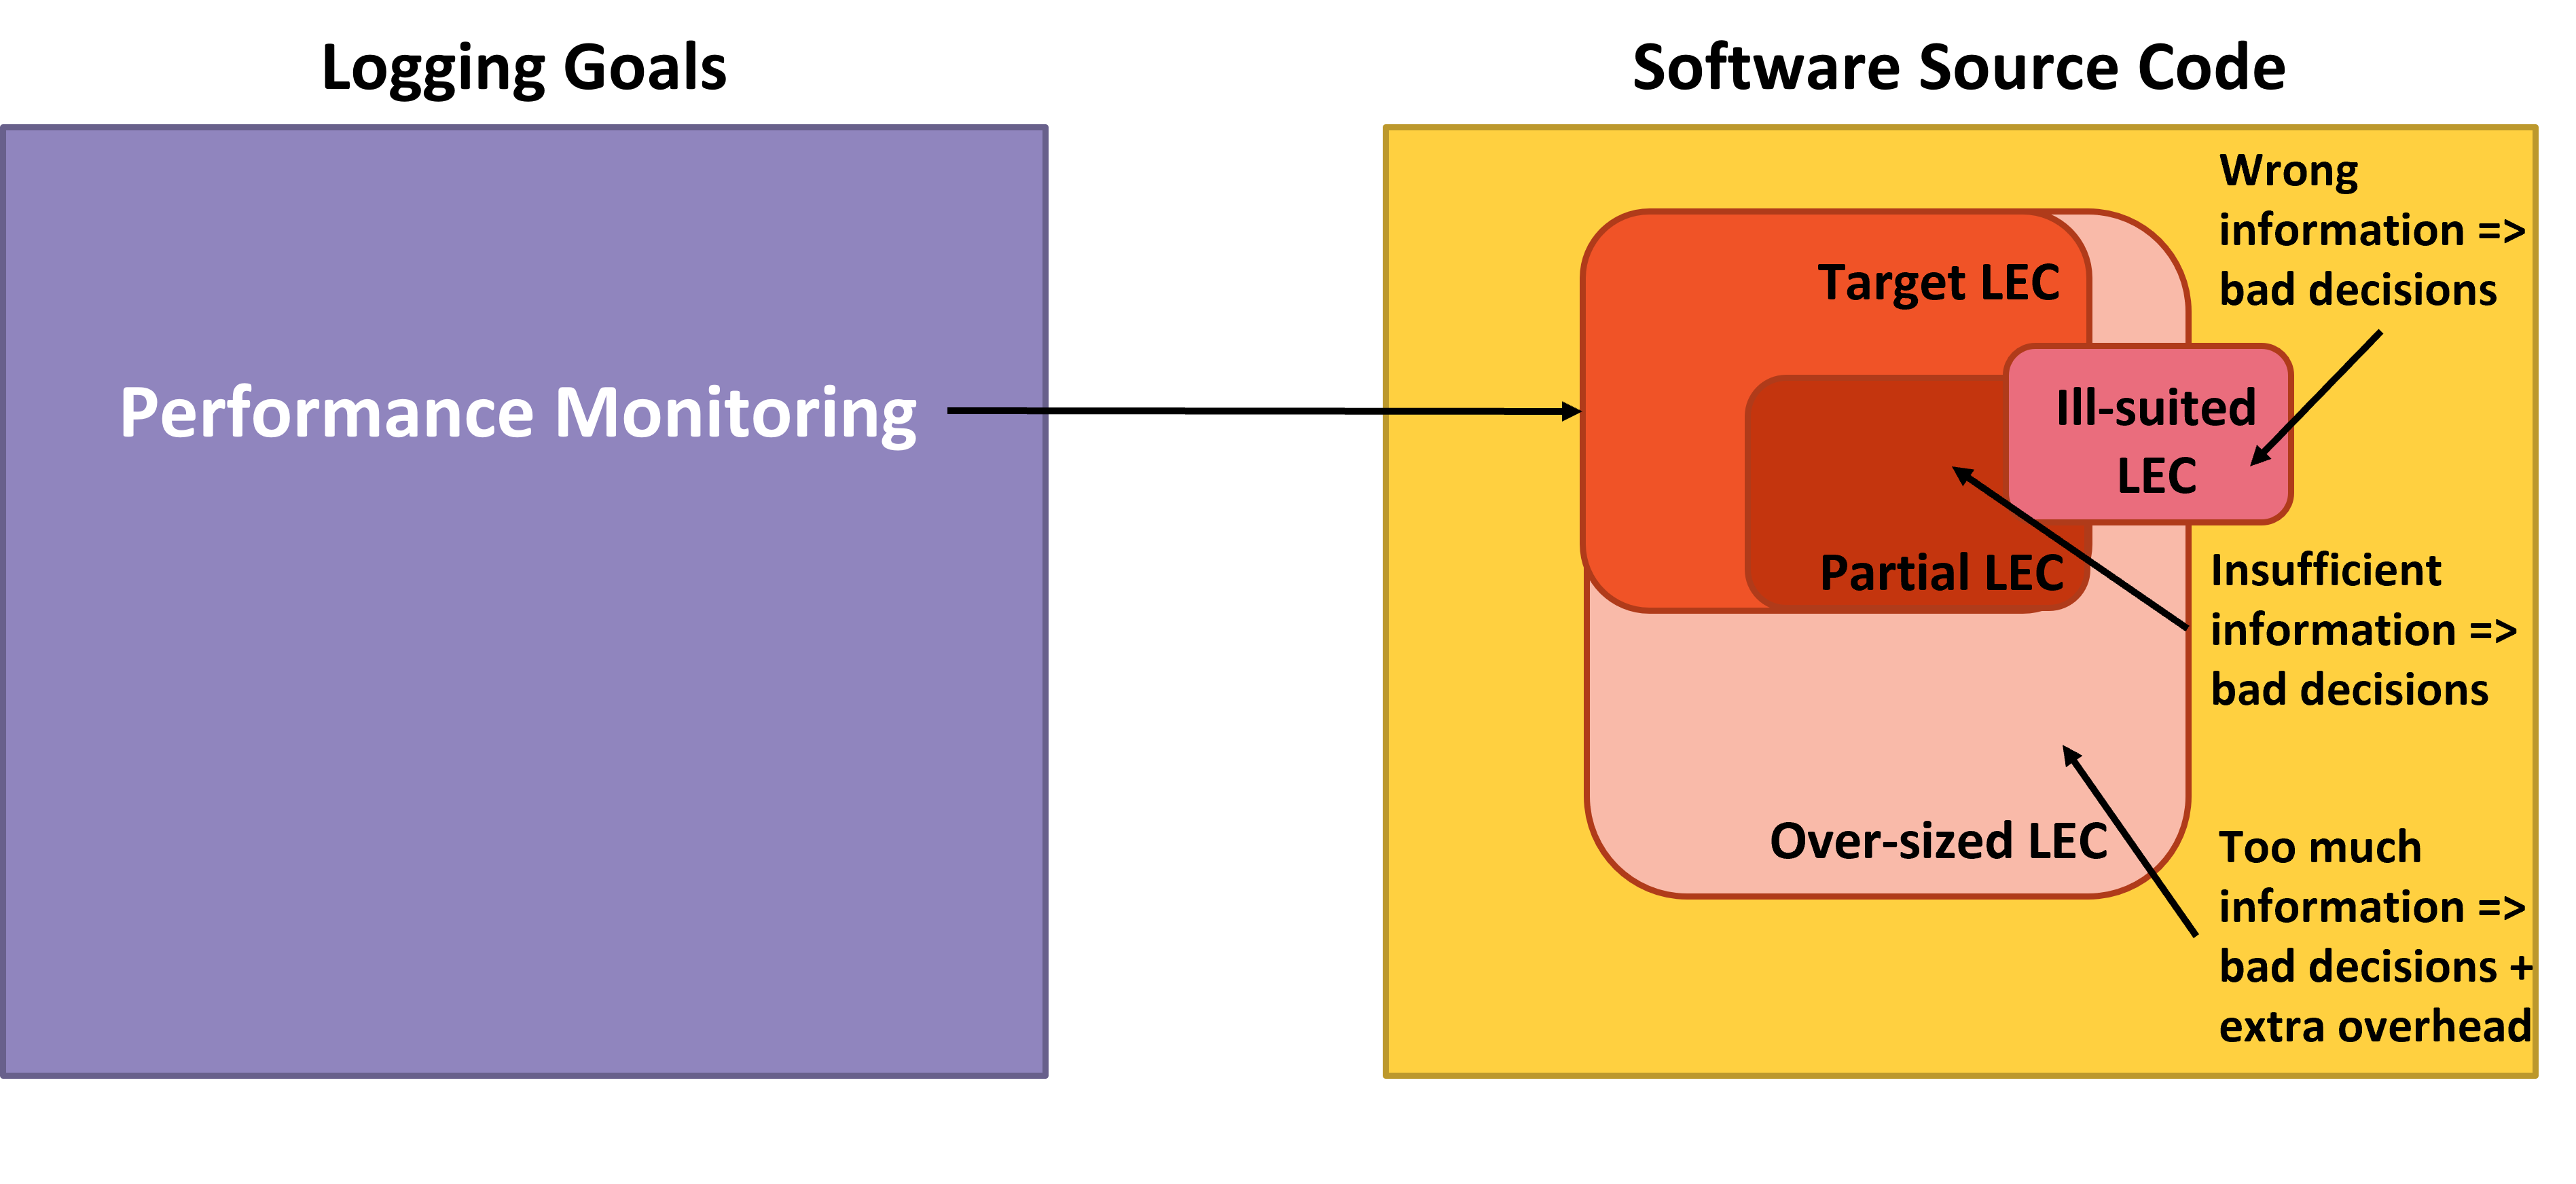 Logging Goals
Software Source Code
Performance Monitoring
Target LEC
Partial LEC
Ill-suited
LEC
Over-sized LEC
Wrong
information =>
bad decisions
Insufficient
information =>
bad decisions
Too much
information =>
bad decisions +
extra overhead